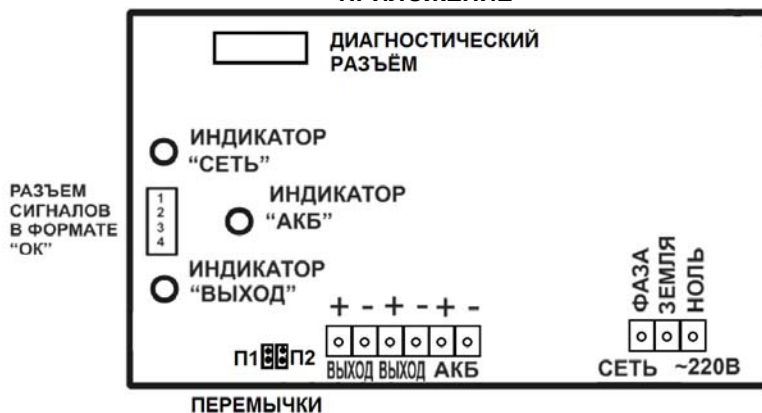 ПРИЛОЖЕНИЕ
ДИАГНОСТИЧЕСКИЙ
РАЗЪЁМ
ИНДИКАТОР
“СЕТЬ”
РАЗЪЕМ
СИГНАЛОВ
В ФОРМАТЕ
“ОК”
1
2
3
4
ИНДИКАТОР
“АКБ”
ИНДИКАТОР
“ВЫХОД”
+ - + - + -
П1 П2
ВЫХОД ВЫХОД АКБ
ПЕРЕМЫЧКИ
ФАЗА
ЗЕМЛЯ
НОЛЬ
СЕТЬ ~220В